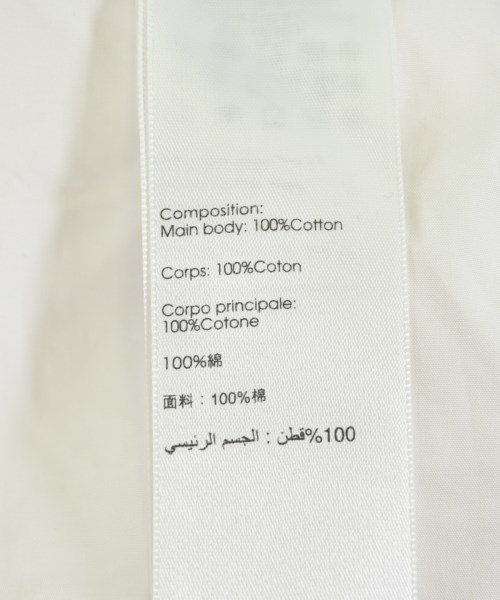 Composition:
Main body: 100%Cotton
Corps: 100%Coton
Corpo principale:
100%Cotone
100%綿
面料：100%棉
الجسم الرئيسي : قطن%100